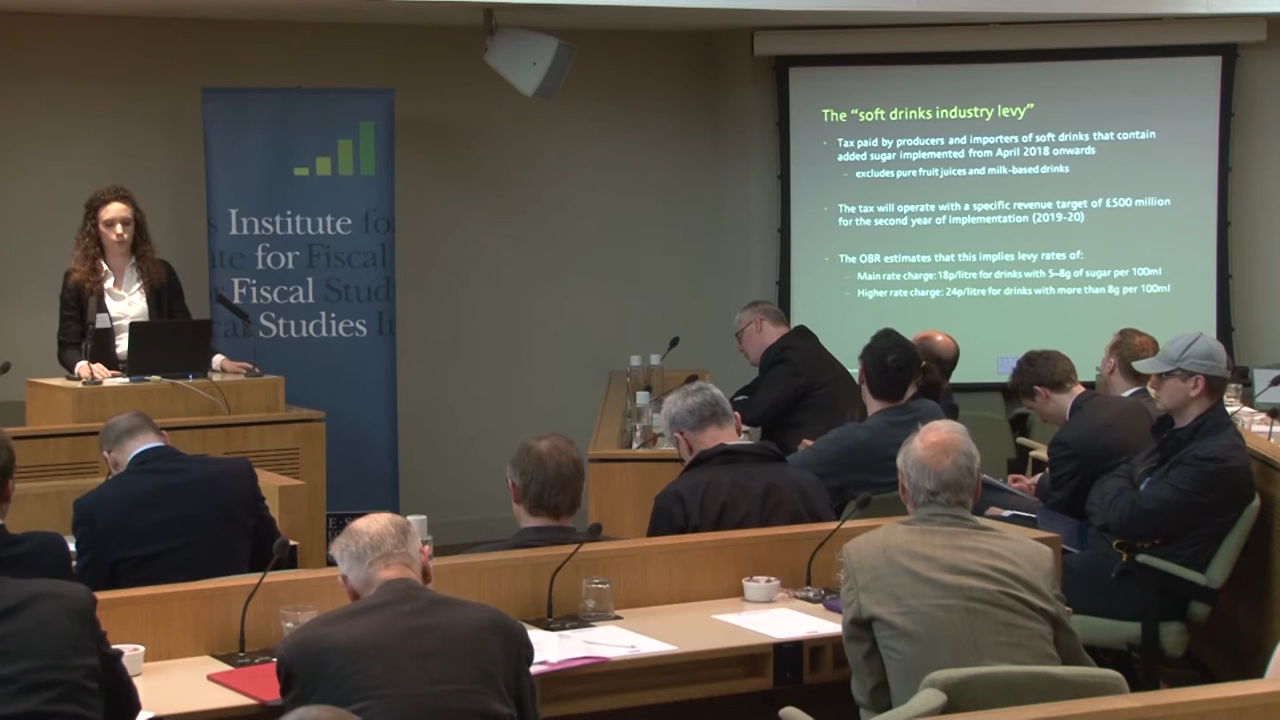 Institute for
for Fiscal
Fiscal Stud
Studies
The “soft drinks industry levy”
Tax paid by producers and importers of soft drinks that contain
added sugar implemented from April 2018 onwards
excludes pure fruit juices and milk-based drinks
The tax will operate with a specific revenue target of £500 million
for the second year of implementation (2019-20)
The OBR estimates that this implies levy rates of:
Main rate charge: 18p/litre for drinks with 5–8g of sugar per 100ml
Higher rate charge: 24p/litre for drinks with more than 8g per 100ml